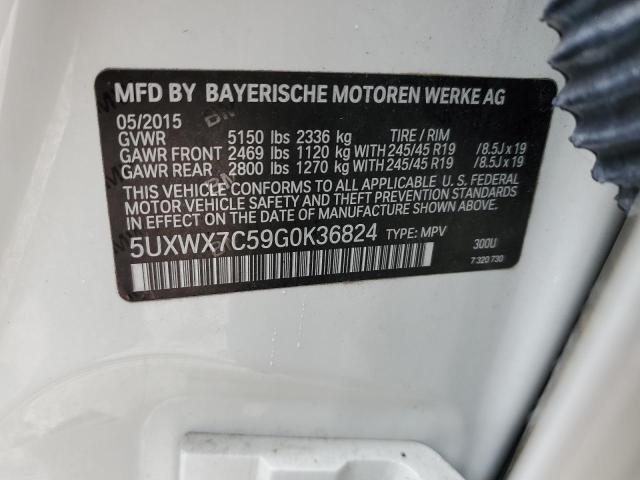 MFD BY BAYERISCHE MOTOREN WERKE AG
05/2015
GVWR 5150 lbs 2336 kg TIRE / RIM
GAWR FRONT 2469 lbs 1120 kg WITH 245/45 R19 /8.5J x 19
GAWR REAR 2800 lbs 1270 kg WITH 245/45 R19 /8.5J x 19
THIS VEHICLE CONFORMS TO ALL APPLICABLE U.S. FEDERAL
MOTOR VEHICLE SAFETY, THEFT PREVENTION STANDARDS
IN EFFECT ON THE DATE OF MANUFACTURE SHOWN ABOVE.
5UXWX7C59G0K36824 TYPE: MPV
300U
7 320 730